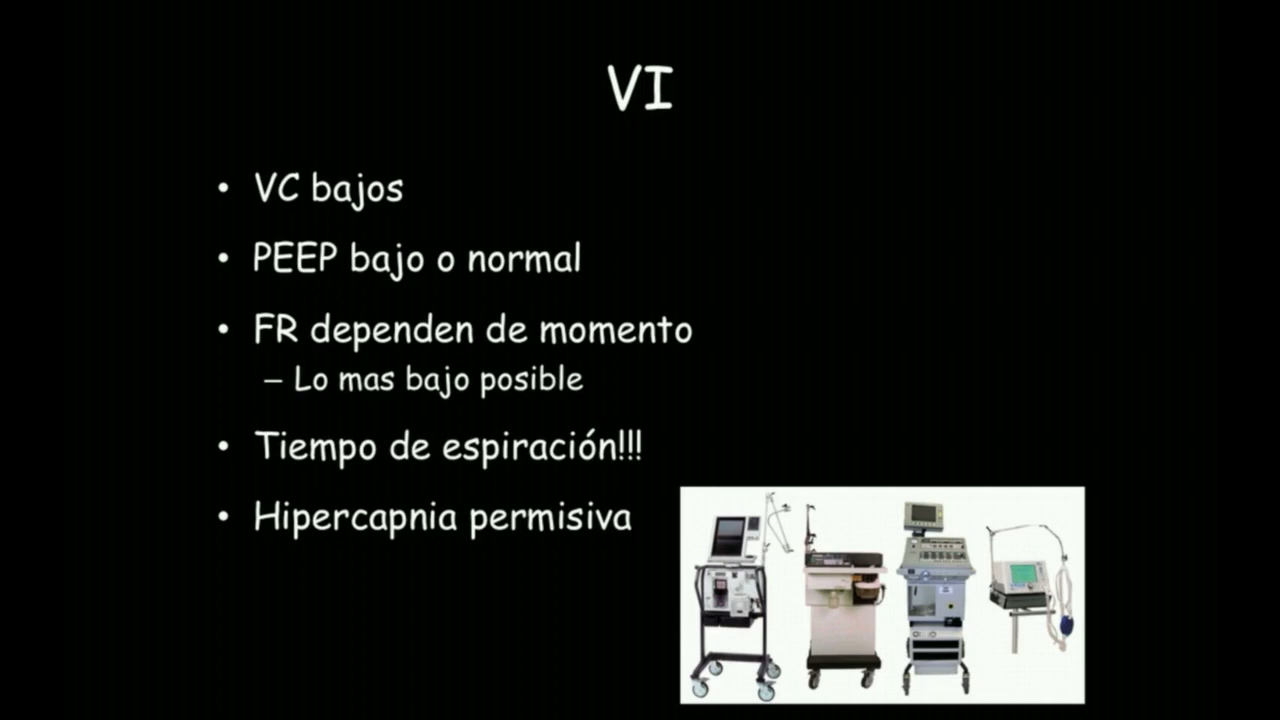 VI
• VC bajos
• PEEP bajo o normal
• FR dependen de momento
– Lo mas bajo posible
• Tiempo de espiración!!!
• Hipercapnia permisiva